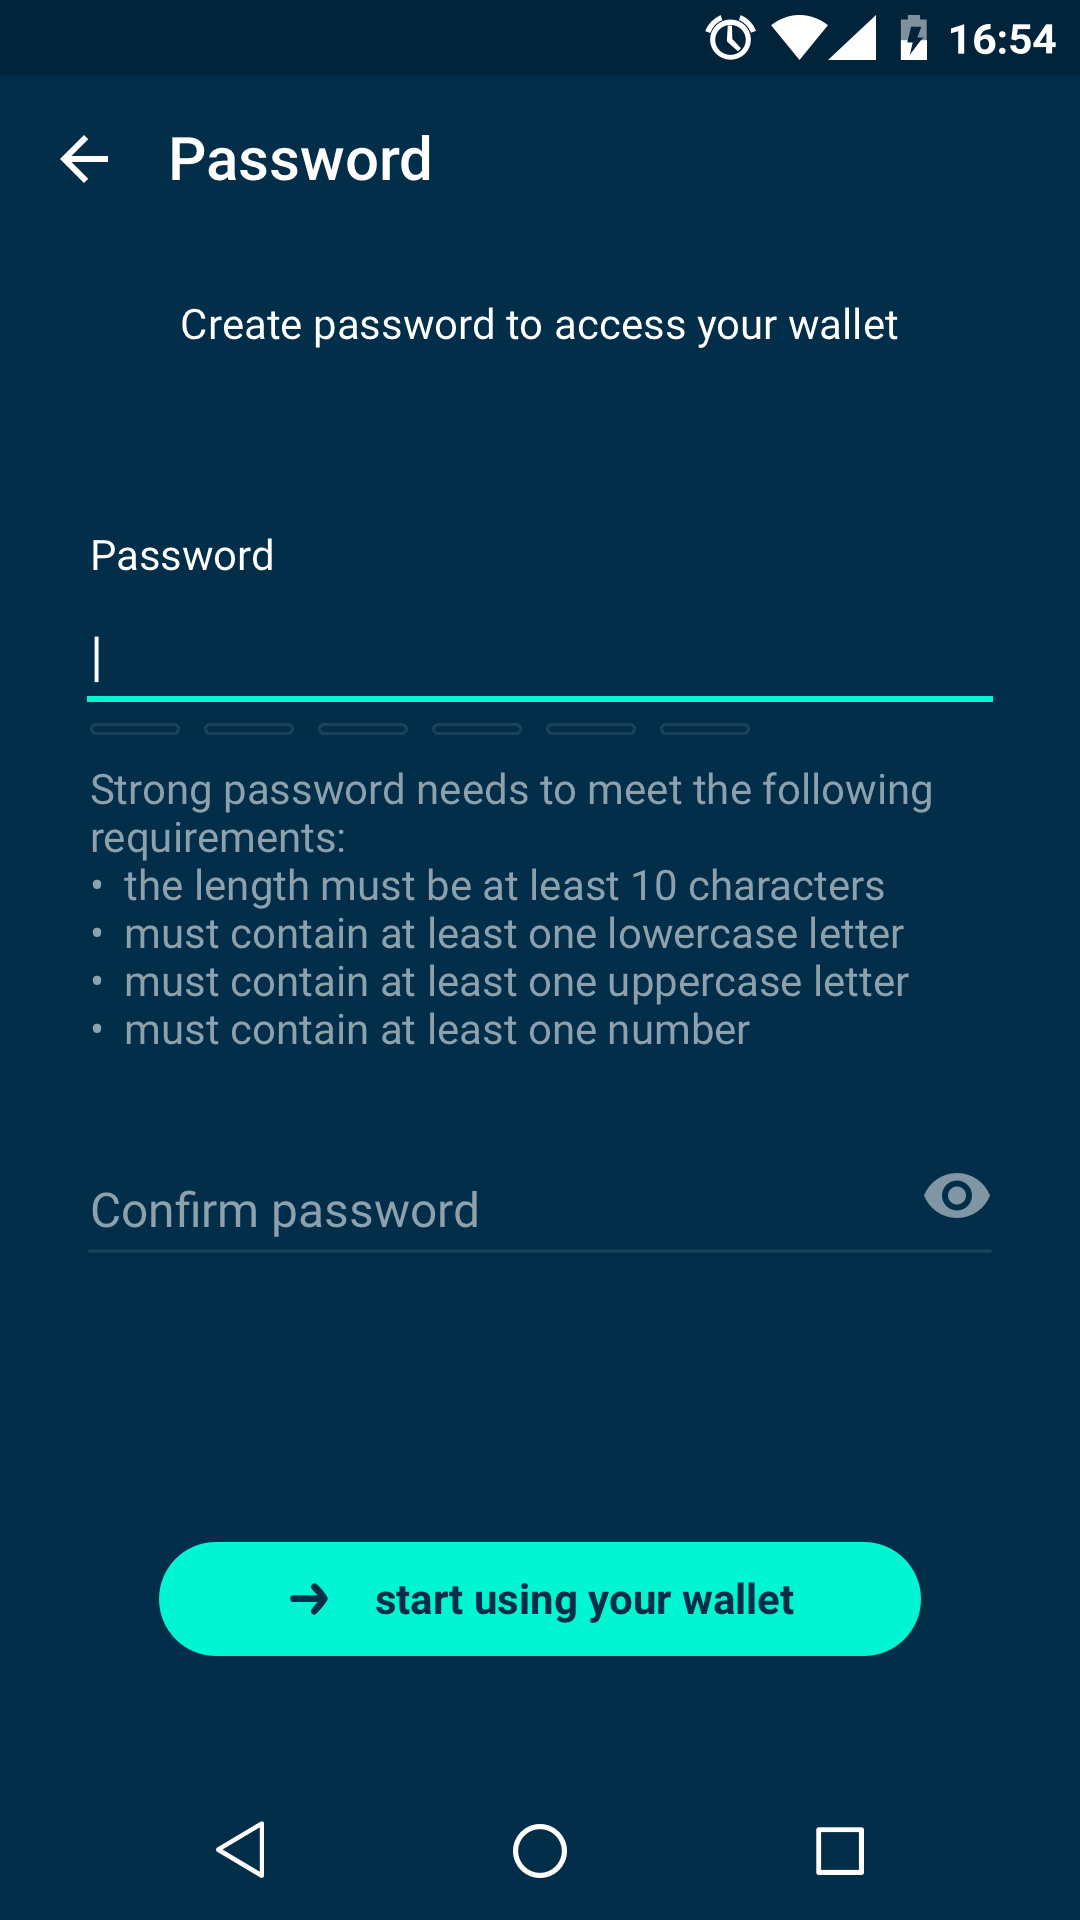 16:54
Password
Create password to access your wallet
Password
Strong password needs to meet the following
requirements:
• the length must be at least 10 characters
• must contain at least one lowercase letter
• must contain at least one uppercase letter
• must contain at least one number
Confirm password
start using your wallet